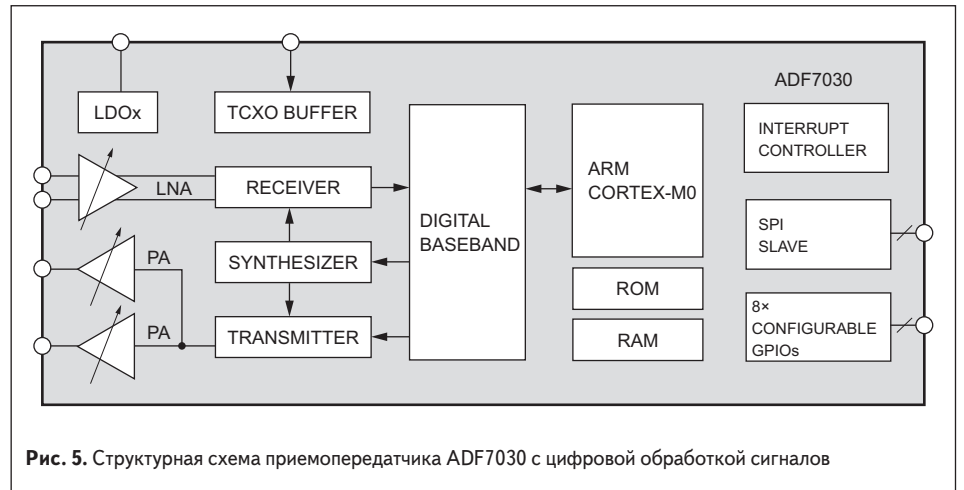 ADF7030
LDOx
TCXO BUFFER
INTERRUPT
CONTROLLER
LNA
RECEIVER
ARM
CORTEX-M0
DIGITAL
BASEBAND
SPI
SLAVE
PA
SYNTHESIZER
ROM
8×
CONFIGURABLE
GPIOs
PA
TRANSMITTER
RAM
Рис. 5. Структурная схема приемопередатчика ADF7030 с цифровой обработкой сигналов